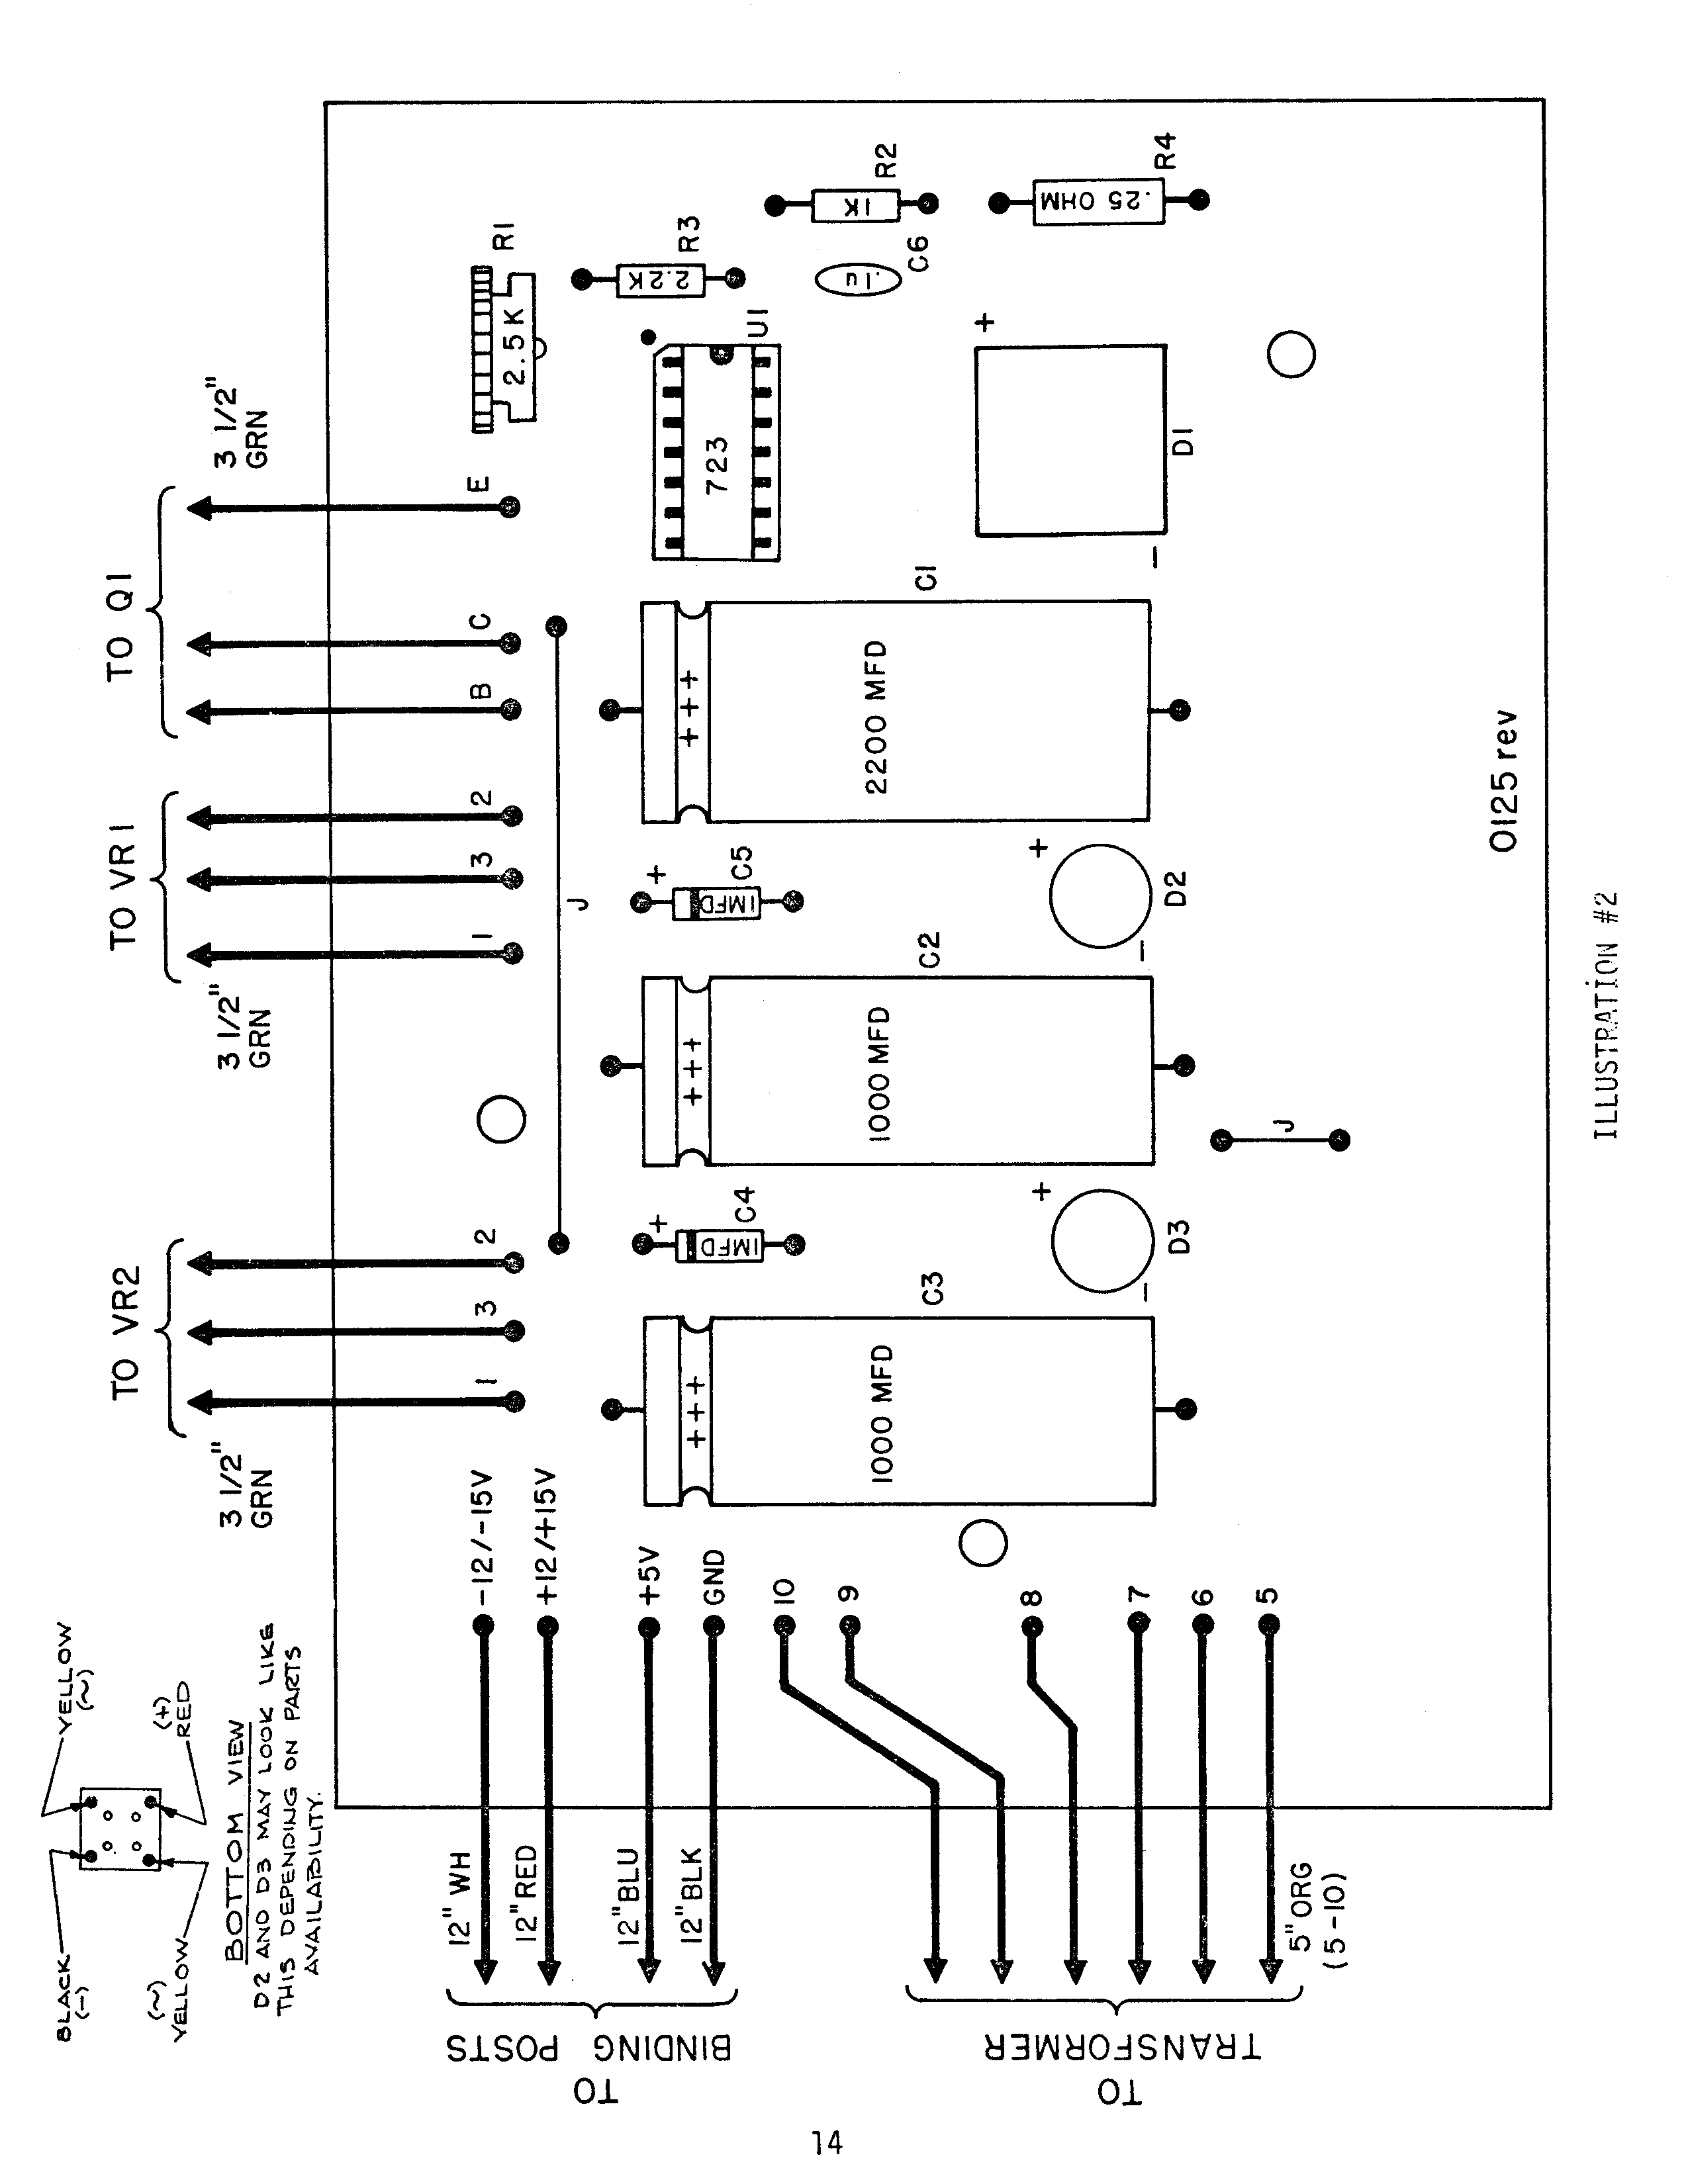 BLACK
(-)
YELLOW
(~)
(~)
YELLOW
(+)
RED
BOTTOM VIEW
D2 AND D3 MAY LOOK LIKE
THIS DEPENDING ON PARTS
AVAILABILITY.
TO VR2
TO VR1
TO Q1
3 1/2"
GRN
3 1/2"
GRN
3 1/2"
GRN
1
3
2
1
3
2
B
C
E
R1
2.5K
J
TO
BINDING POSTS
12" WH
-12/-15V
12" RED
+12/+15V
12" BLU
+5V
12" BLK
GND
+++
1000 MFD
C3
+
1MFD
C4
+++
1000 MFD
C2
+
1MFD
C5
+++
2200 MFD
C1
723
U1
2.2K
R3
1K
R2
.1u
C6
.25 OHM
R4
TO
TRANSFORMER
10
9
8
7
6
5
5" ORG
(5-10)
-
+
D3
-
+
D2
-
+
D1
J
0125 rev
ILLUSTRATION #2
14